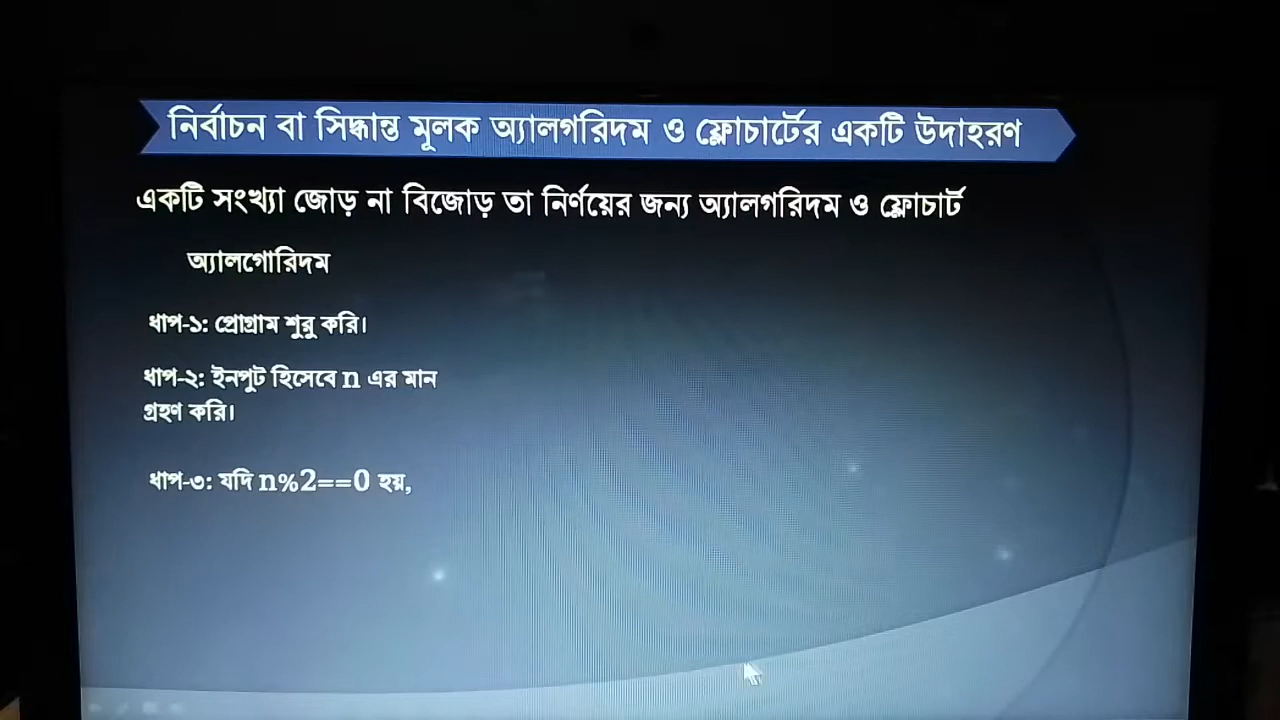 নির্বাচন বা সিদ্ধান্ত মূলক অ্যালগরিদম ও ফ্লোচার্টের একটি উদাহরণ
একটি সংখ্যা জোড় না বিজোড় তা নির্ণয়ের জন্য অ্যালগরিদম ও ফ্লোচার্ট
অ্যালগোরিদম
ধাপ-১: প্রোগ্রাম শুরু করি।
ধাপ-২: ইনপুট হিসেবে n এর মান
গ্রহণ করি।
ধাপ-৩: যদি n%2==0 হয়,